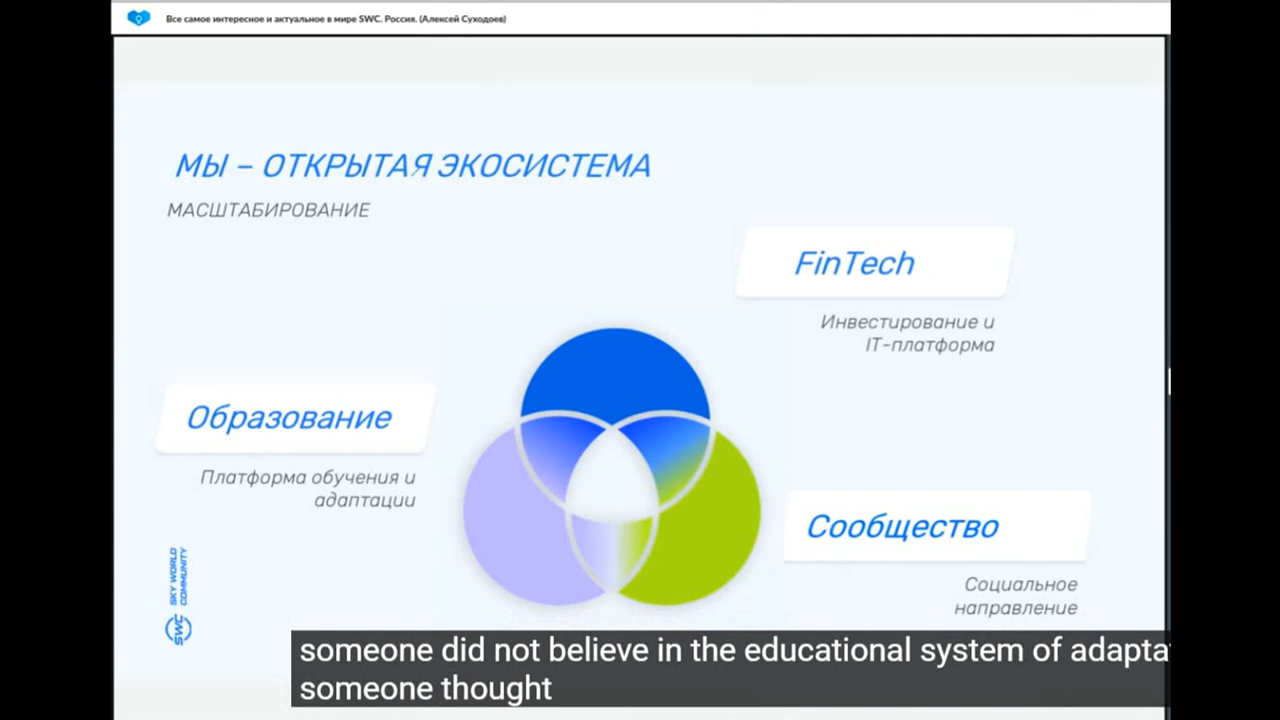 Все самое интересное и актуальное в мире SWC. Россия. (Алексей Суходоев)
МЫ – ОТКРЫТАЯ ЭКОСИСТЕМА
МАСШТАБИРОВАНИЕ
FinTech
Инвестирование и
IT-платформа
Образование
Платформа обучения и
адаптации
Сообщество
Социальное
направление
SWC SKY WORLD
COMMUNITY
someone did not believe in the educational system of adapta
someone thought